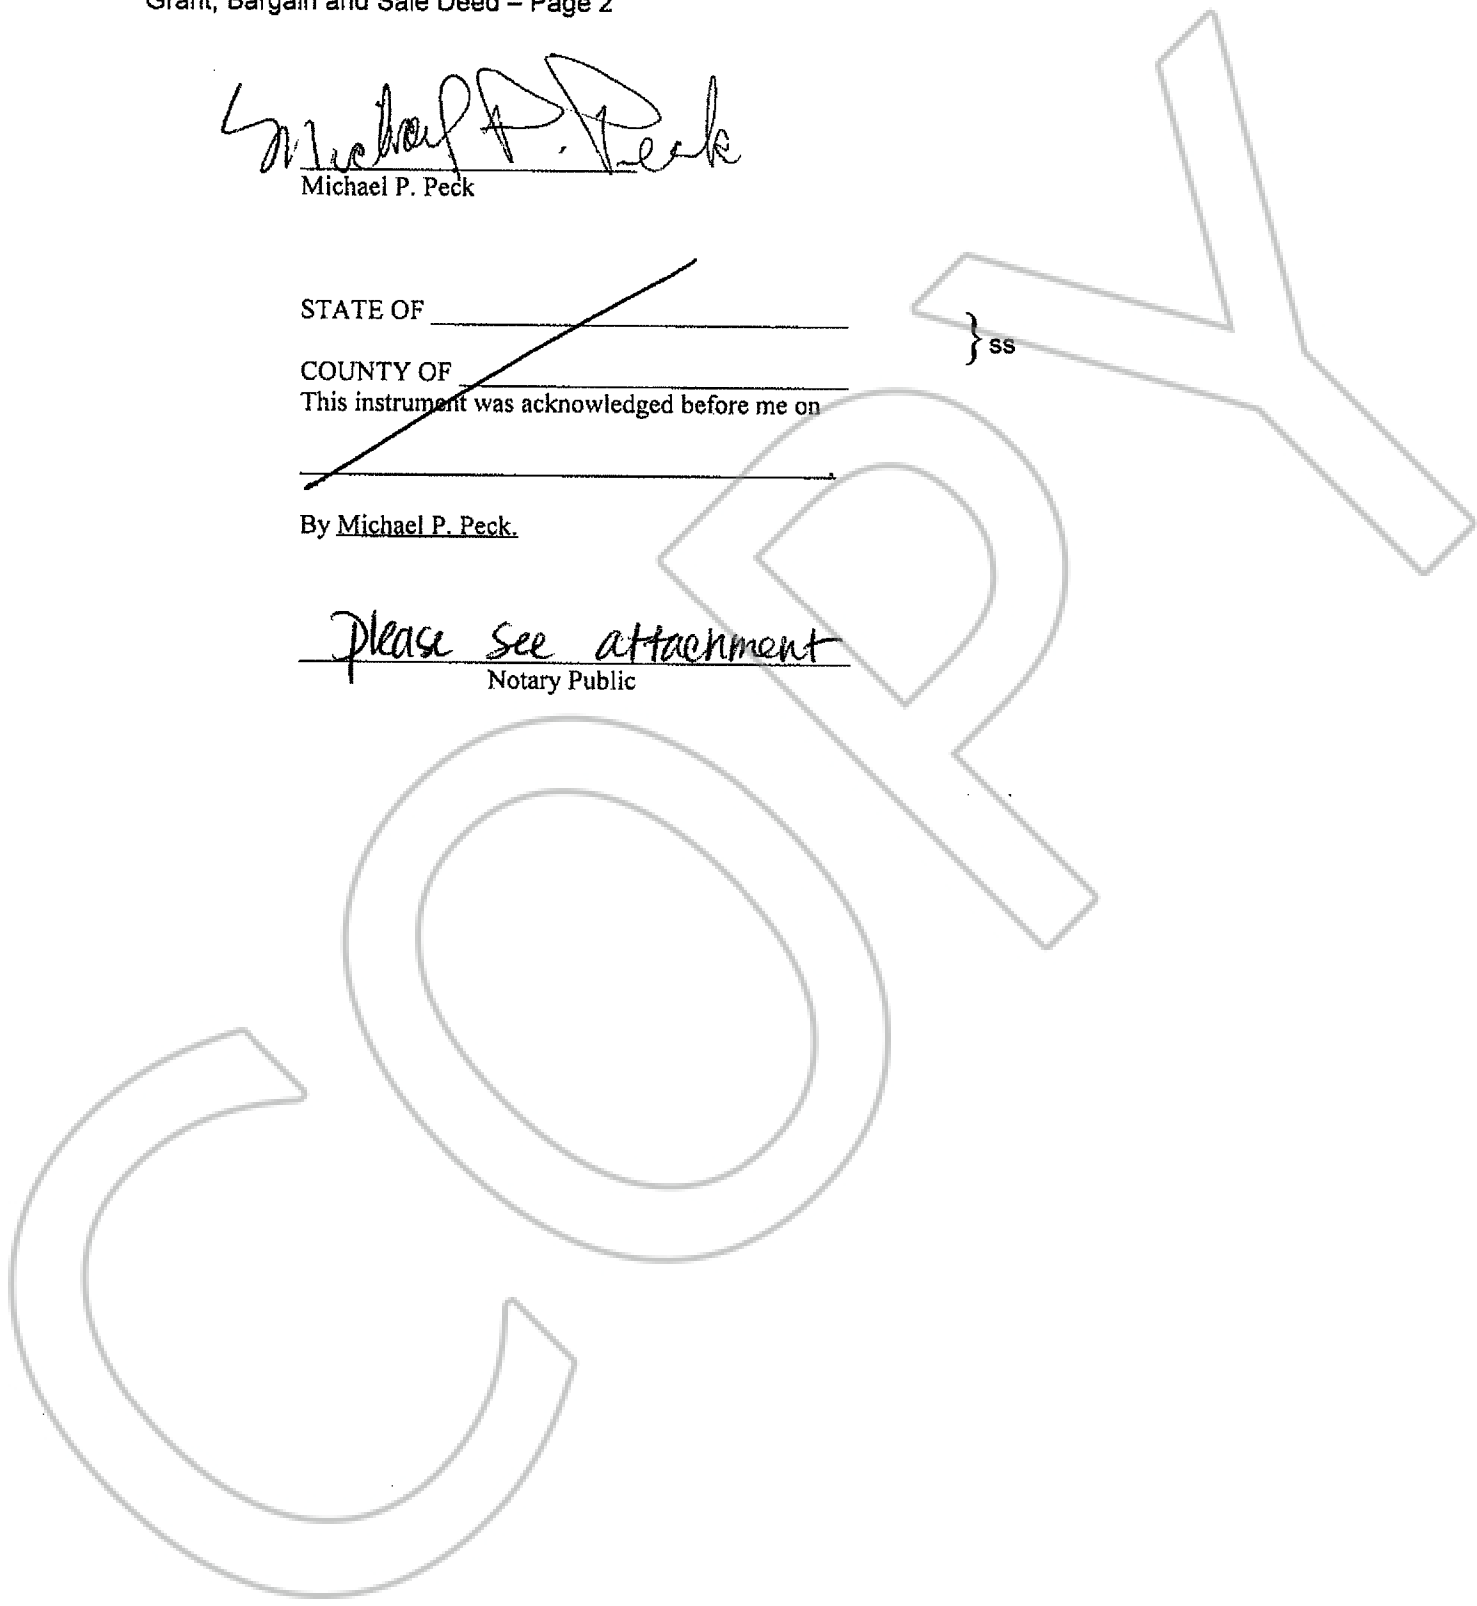 Grant, Bargain and Sale Deed – Page 2
Michael P. Peck
Michael P. Peck
STATE OF
} ss
COUNTY OF
This instrument was acknowledged before me on
.
By Michael P. Peck.
Please see attachment
Notary Public
COPY